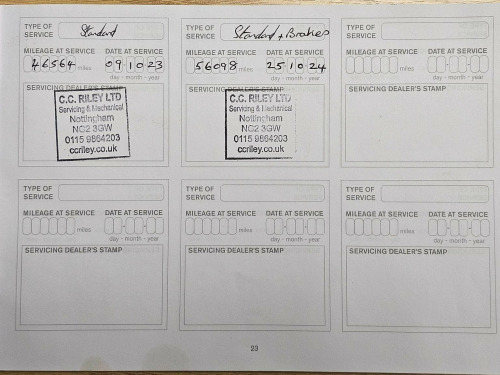 TYPE OF SERVICE Standard
MILEAGE AT SERVICE DATE AT SERVICE
46564 miles 09 10 23
day - month - year
SERVICING DEALER'S STAMP
C.C. RILEY LTD
Servicing & Mechanical
Nottingham
NG2 3GW
0115 9864203
ccriley.co.uk
TYPE OF SERVICE Standard + Brakes
MILEAGE AT SERVICE DATE AT SERVICE
56098 miles 25 10 24
day - month - year
SERVICING DEALER'S STAMP
C.C. RILEY LTD
Servicing & Mechanical
Nottingham
NG2 3GW
0115 9864203
ccriley.co.uk
TYPE OF SERVICE
MILEAGE AT SERVICE DATE AT SERVICE
miles
day - month - year
SERVICING DEALER'S STAMP
TYPE OF SERVICE
MILEAGE AT SERVICE DATE AT SERVICE
miles
day - month - year
SERVICING DEALER'S STAMP
TYPE OF SERVICE
MILEAGE AT SERVICE DATE AT SERVICE
miles
day - month - year
SERVICING DEALER'S STAMP
TYPE OF SERVICE
MILEAGE AT SERVICE DATE AT SERVICE
miles
day - month - year
SERVICING DEALER'S STAMP
23